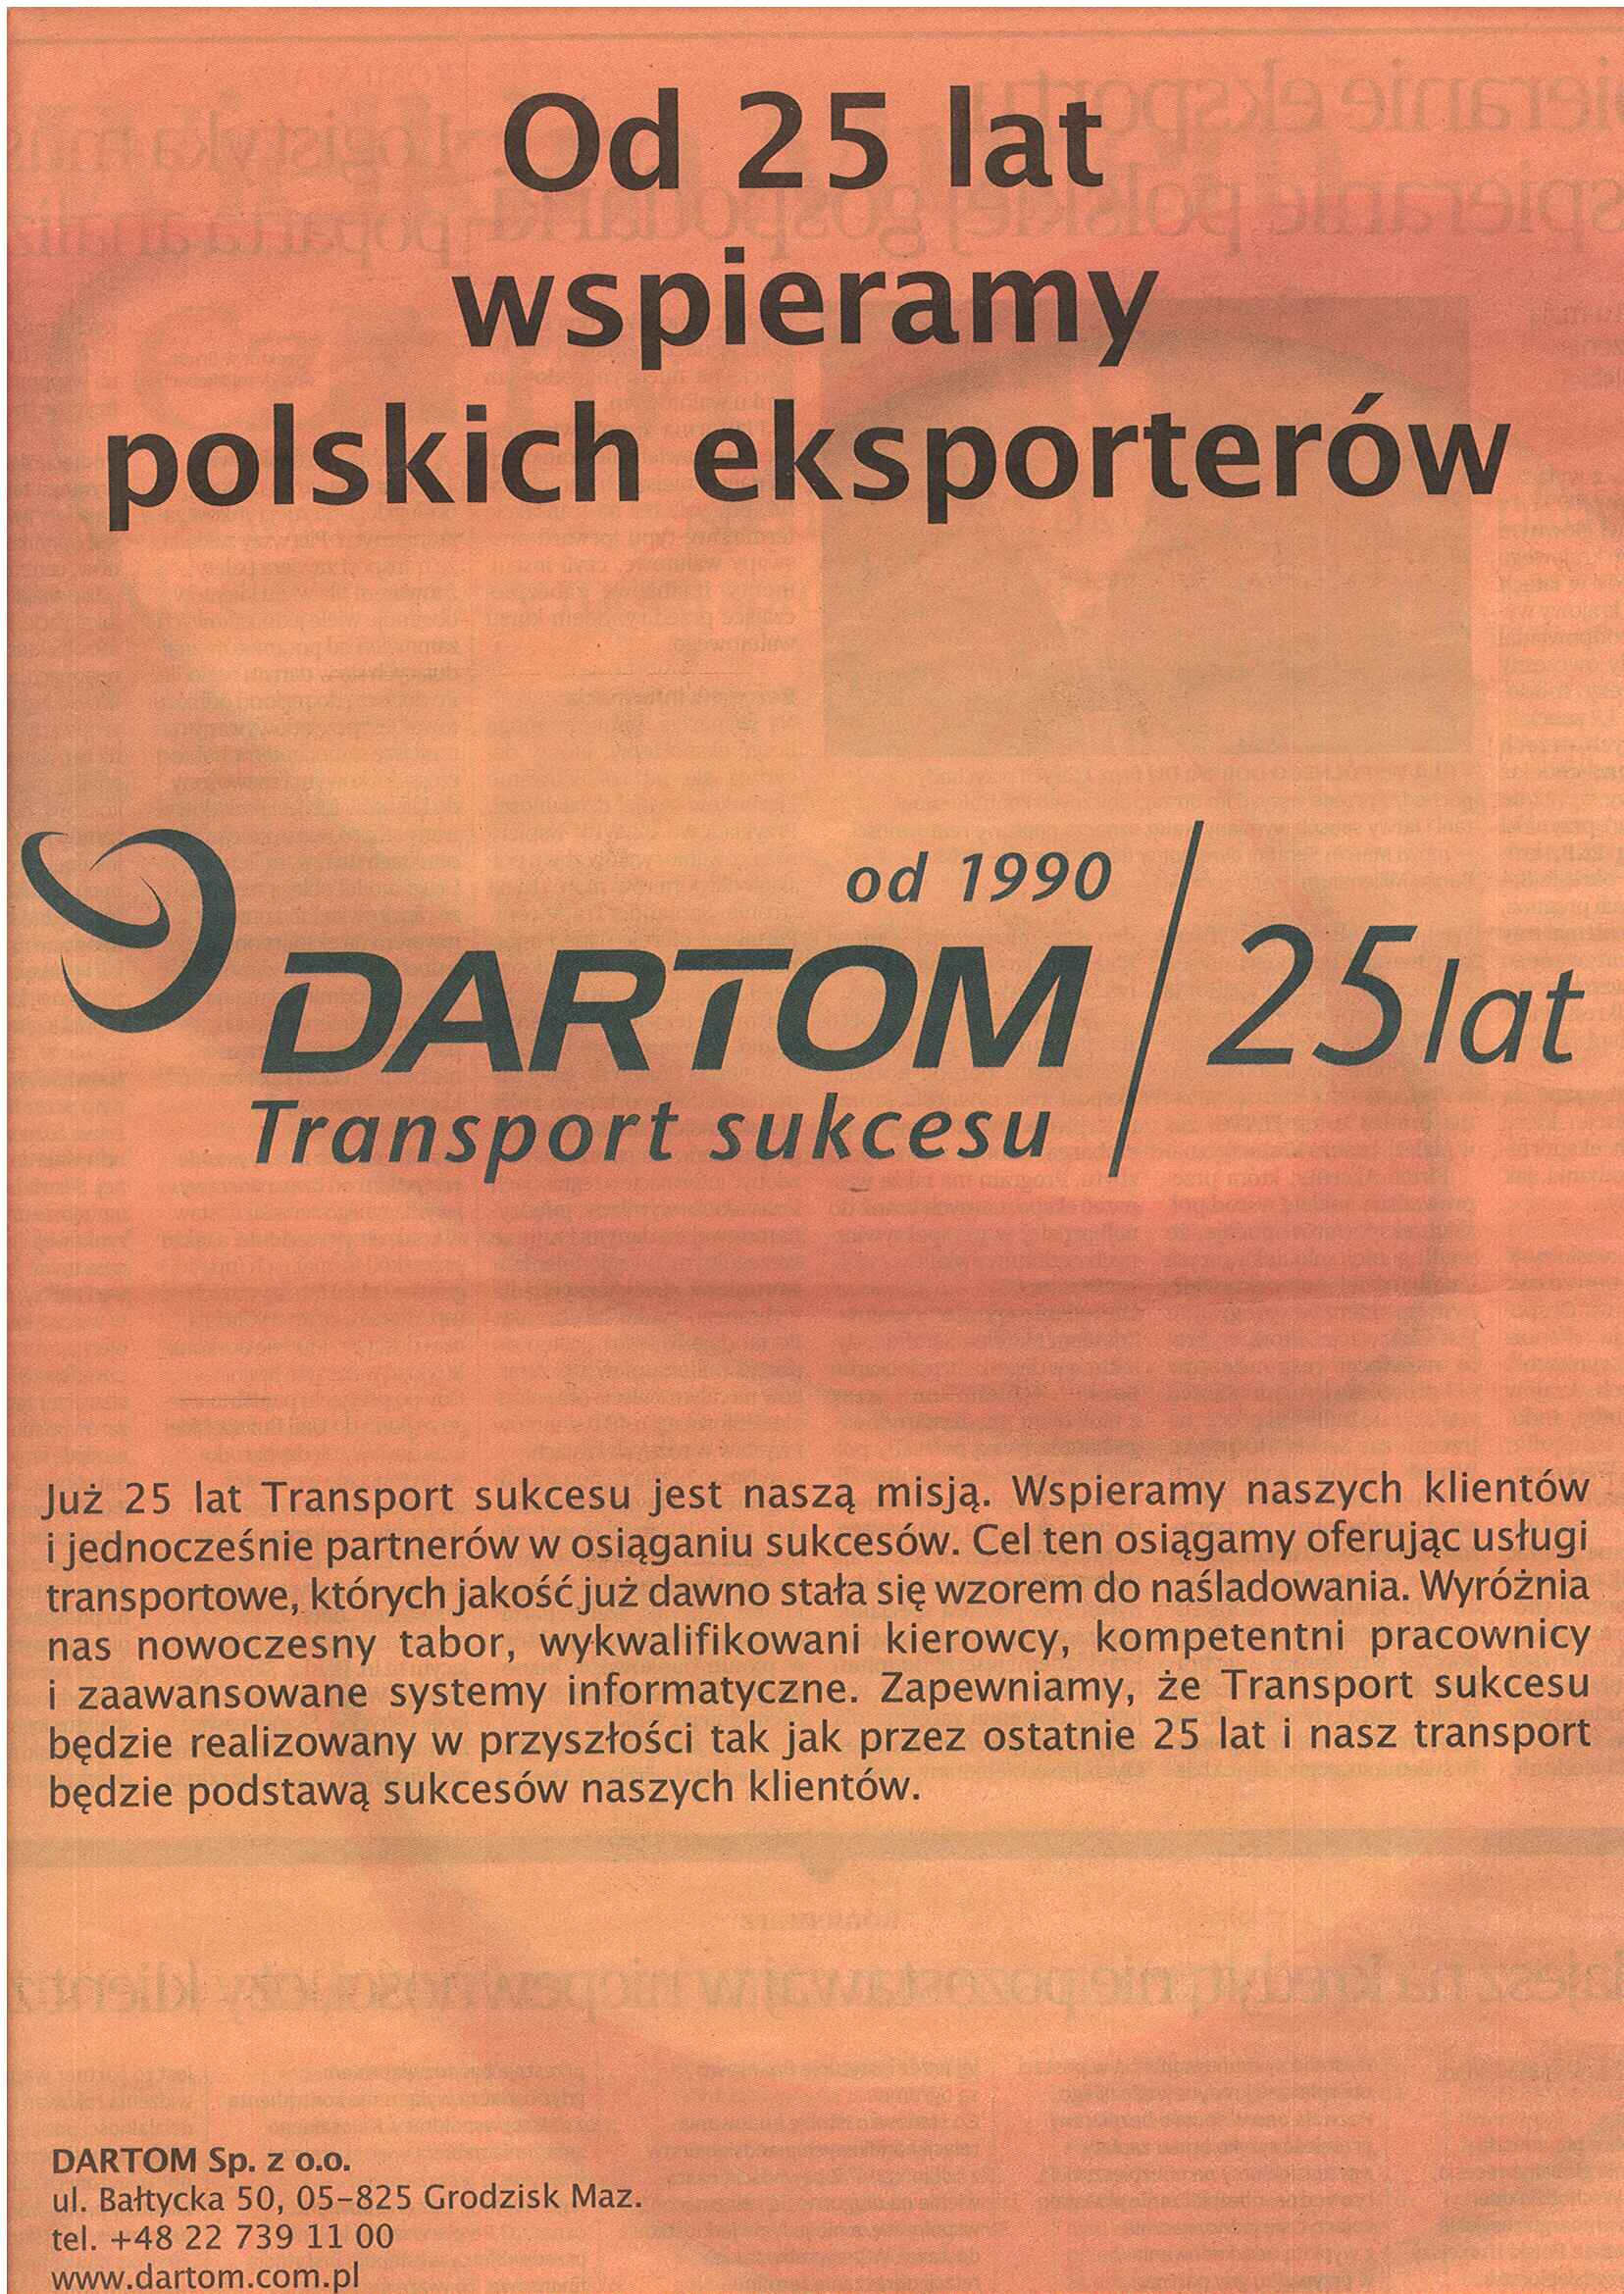 Od 25 lat
wspieramy
polskich eksporterów
od 1990
DARTOM
25 lat
Transport sukcesu
Już 25 lat Transport sukcesu jest naszą misją. Wspieramy naszych klientów
i jednocześnie partnerów w osiąganiu sukcesów. Cel ten osiągamy oferując usługi
transportowe, których jakość już dawno stała się wzorem do naśladowania. Wyróżnia
nas nowoczesny tabor, wykwalifikowani kierowcy, kompetentni pracownicy
i zaawansowane systemy informatyczne. Zapewniamy, że Transport sukcesu
będzie realizowany w przyszłości tak jak przez ostatnie 25 lat i nasz transport
będzie podstawą sukcesów naszych klientów.
DARTOM Sp. z o.o.
ul. Bałtycka 50, 05-825 Grodzisk Maz.
tel. +48 22 739 11 00
www.dartom.com.pl